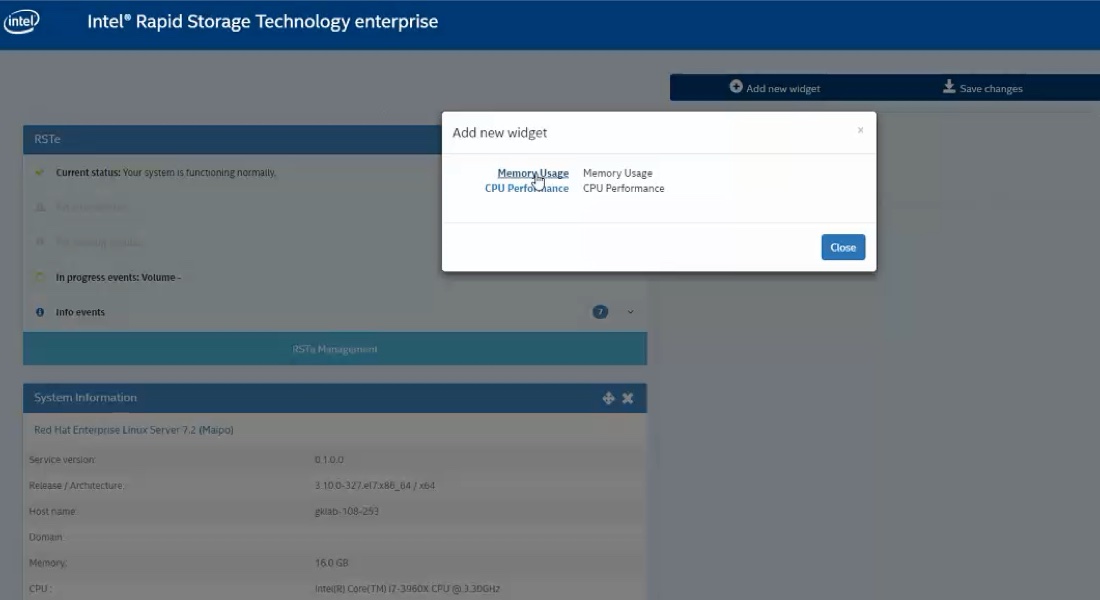 intel Intel® Rapid Storage Technology enterprise
Add new widget Save changes
RSTe
Current status: Your system is functioning normally.
In progress events: Volume -
Info events 7
RSTe Management
Add new widget ×
Memory Usage Memory Usage
CPU Performance CPU Performance
Close
System Information
Red Hat Enterprise Linux Server 7.2 (Maipo)
Service version: 0.1.0.0
Release / Architecture: 3.10.0-327.el7.x86_64 / x64
Host name: gklab-108-253
Domain
Memory: 16.0 GB
CPU : Intel(R) Core(TM) i7-3960X CPU @ 3.30GHz